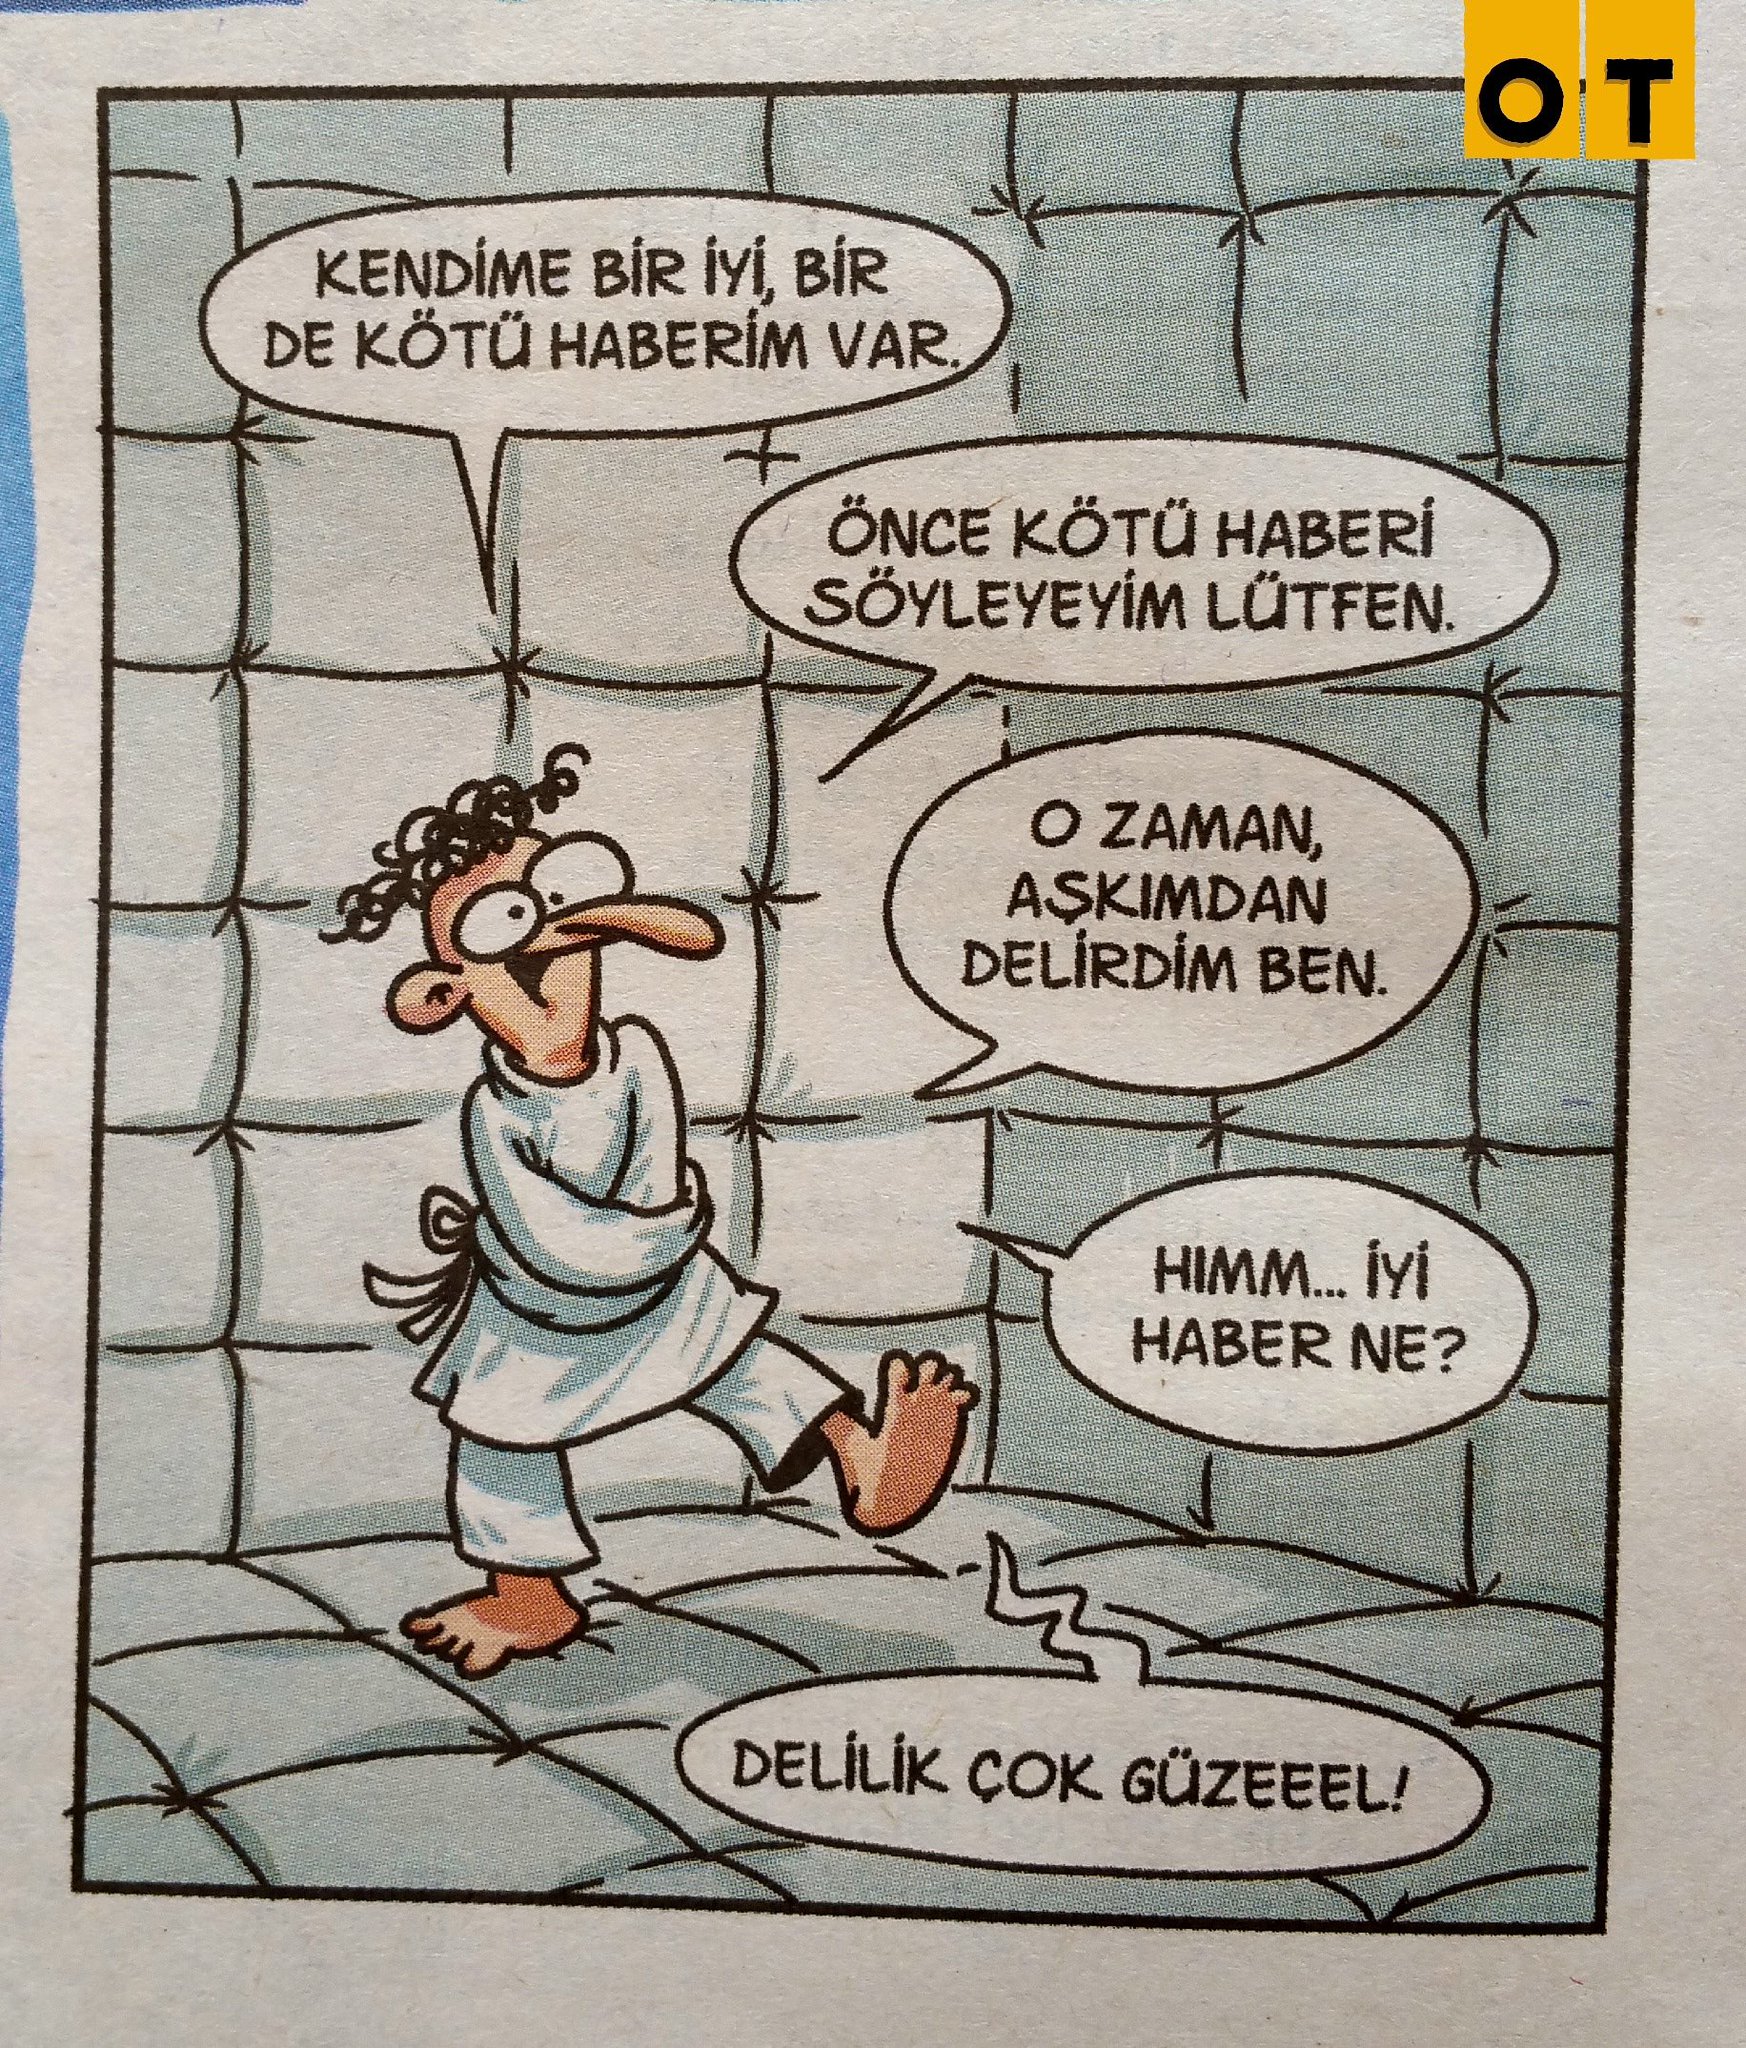 OT
KENDİME BİR İYİ, BİR
DE KÖTÜ HABERİM VAR.
ÖNCE KÖTÜ HABERİ
SÖYLEYEYİM LÜTFEN.
O ZAMAN,
AŞKIMDAN
DELİRDİM BEN.
HIMM... İYİ
HABER NE?
DELİLİK ÇOK GÜZEEEL!